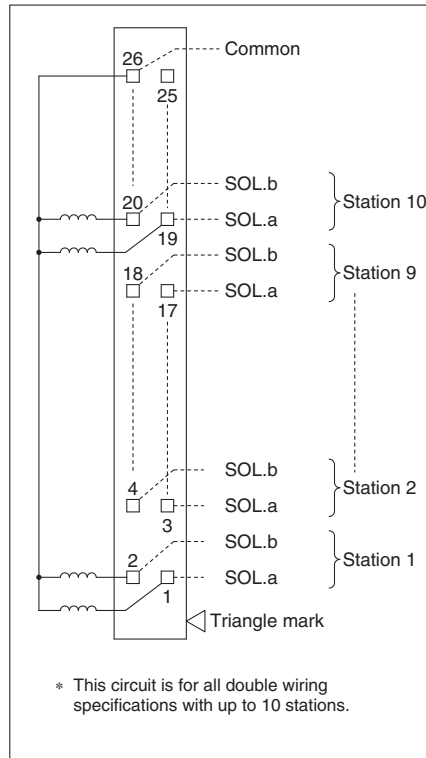 26 Common
25
20 SOL.b
SOL.a Station 10
19
18 SOL.b
SOL.a Station 9
17
4 SOL.b
SOL.a Station 2
3
2 SOL.b
SOL.a Station 1
1
Triangle mark
* This circuit is for all double wiring
specifications with up to 10 stations.